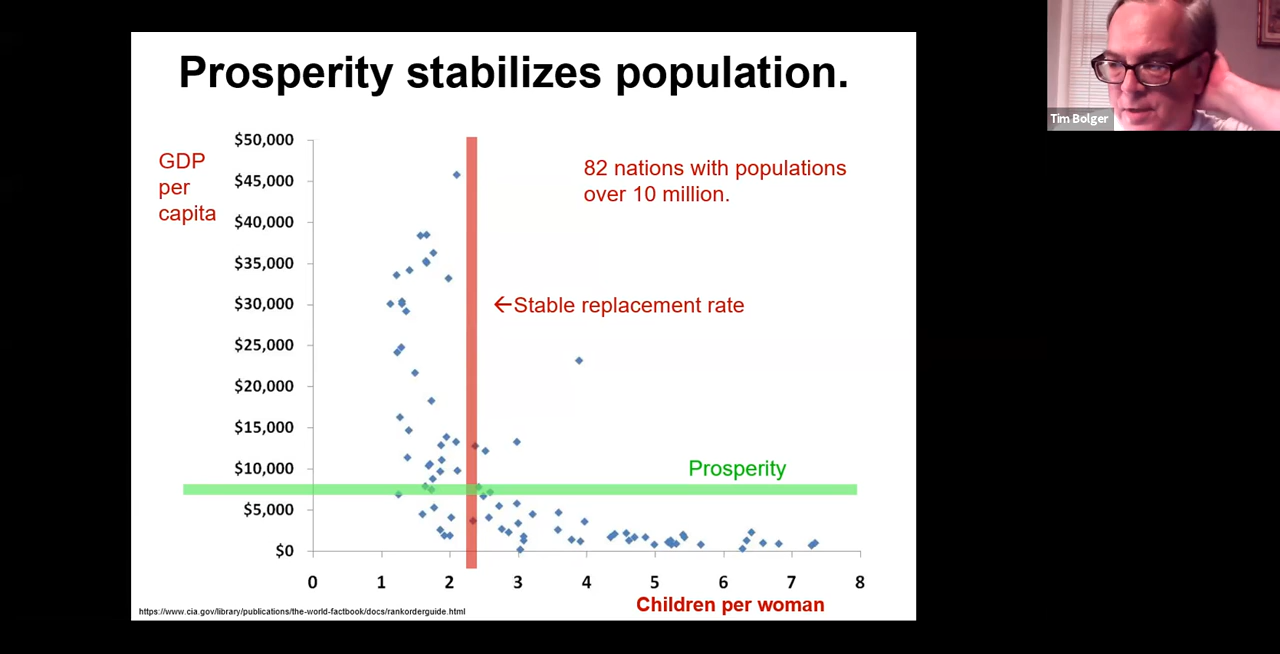 Prosperity stabilizes population.
Tim Bolger
GDP
per
capita
$50,000
$45,000
$40,000
$35,000
$30,000
$25,000
$20,000
$15,000
$10,000
$5,000
$0
82 nations with populations
over 10 million.
←Stable replacement rate
Prosperity
0 1 2 3 4 5 6 7 8
Children per woman
https://www.cia.gov/library/publications/the-world-factbook/docs/rankorderguide.html